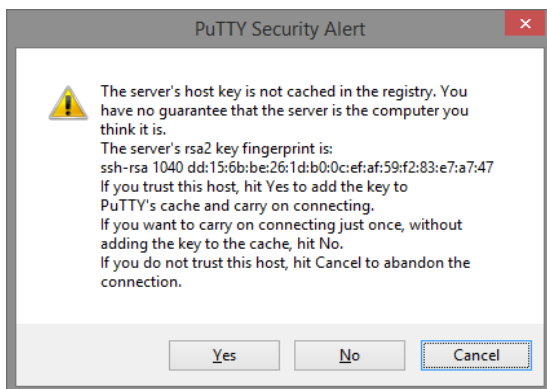 PuTTY Security Alert
The server's host key is not cached in the registry. You
have no guarantee that the server is the computer you
think it is.
The server's rsa2 key fingerprint is:
ssh-rsa 1040 dd:15:6b:be:26:1d:b0:0c:ef:af:59:f2:83:e7:a7:47
If you trust this host, hit Yes to add the key to
PuTTY's cache and carry on connecting.
If you want to carry on connecting just once, without
adding the key to the cache, hit No.
If you do not trust this host, hit Cancel to abandon the
connection.
Yes No Cancel